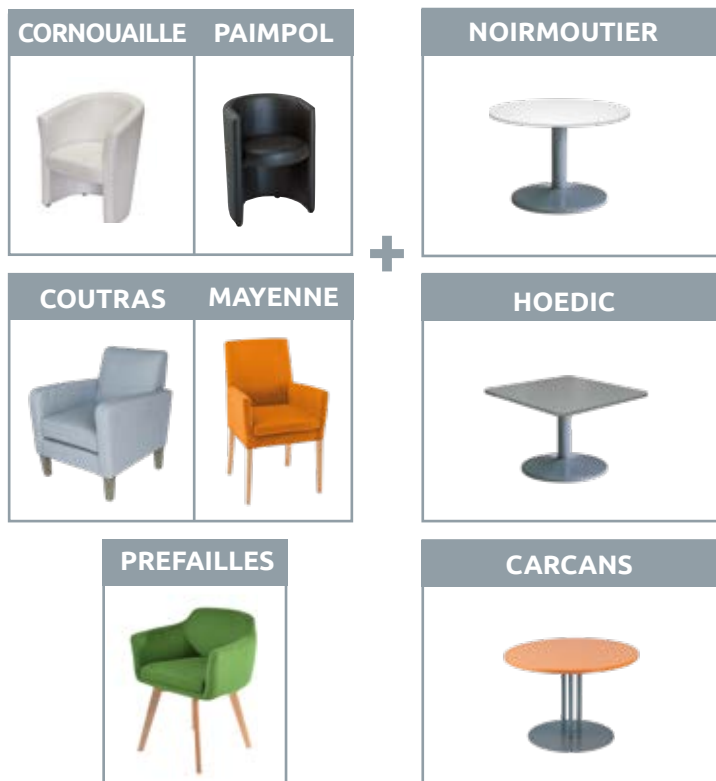 CORNOUAILLE PAIMPOL
NOIRMOUTIER
+
COUTRAS MAYENNE
HOEDIC
PREFAILLES
CARCANS